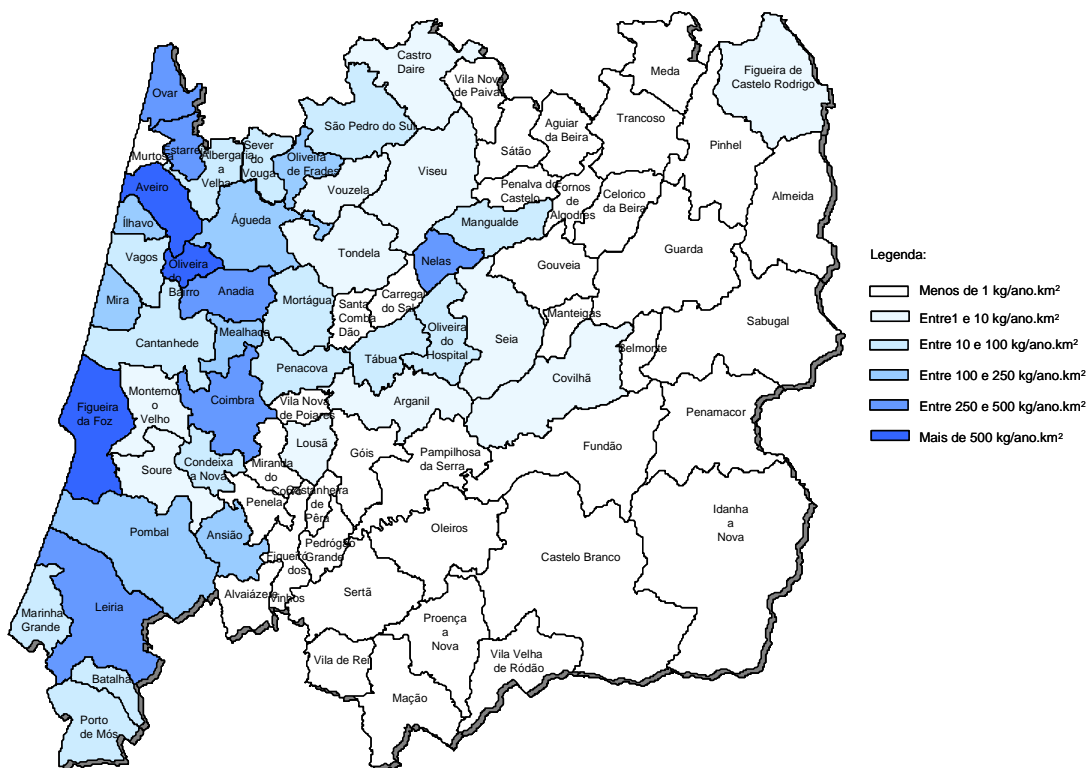 Castro
Daire
Meda
Figueira de
Castelo Rodrigo
Vila Nova
de Paiva
Ovar
Trancoso
Aguiar
da Beira
São Pedro do Sul
Pinhel
Sever
do
Vouga
Estarreja
Albergaria
a
Velha
Murtosa
Oliveira
de Frades
Sátão
Viseu
Aveiro
Vouzela
Penalva do
Castelo
Fornos
de
Algodres
Celorico
da Beira
Almeida
Ílhavo
Águeda
Mangualde
Guarda
Vagos
Tondela
Nelas
Gouveia
Oliveira
do
Bairro
Legenda:
Mira
Anadia
Mortágua
Santa
Comba
Dão
Carregal
do Sal
Manteigas
Sabugal
Menos de 1 kg/ano.km²
Entre1 e 10 kg/ano.km²
Entre 10 e 100 kg/ano.km²
Entre 100 e 250 kg/ano.km²
Entre 250 e 500 kg/ano.km²
Mais de 500 kg/ano.km²
Cantanhede
Mealhada
Tábua
Oliveira
do
Hospital
Seia
Belmonte
Penacova
Covilhã
Montemor
o
Velho
Coimbra
Vila Nova
de Poiares
Arganil
Figueira
da Foz
Penamacor
Lousã
Góis
Pampilhosa
da Serra
Fundão
Soure
Condeixa
a Nova
Miranda
do
Corvo
Castanheira
de
Pêra
Penela
Idanha
a
Nova
Pombal
Ansião
Pedrógão
Grande
Oleiros
Castelo Branco
Figueiró
dos
Vinhos
Alvaiázere
Sertã
Leiria
Marinha
Grande
Proença
a
Nova
Vila de Rei
Vila Velha
de Ródão
Batalha
Mação
Porto
de Mós